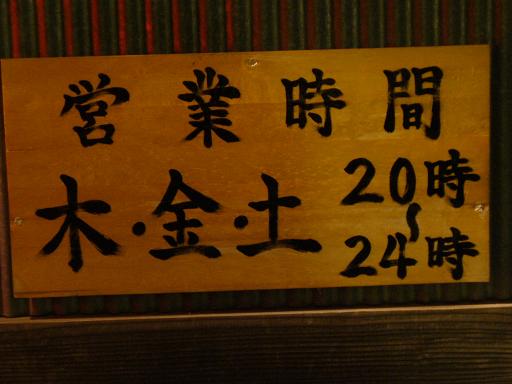 営業時間
木・金・土
20時
〜
24時